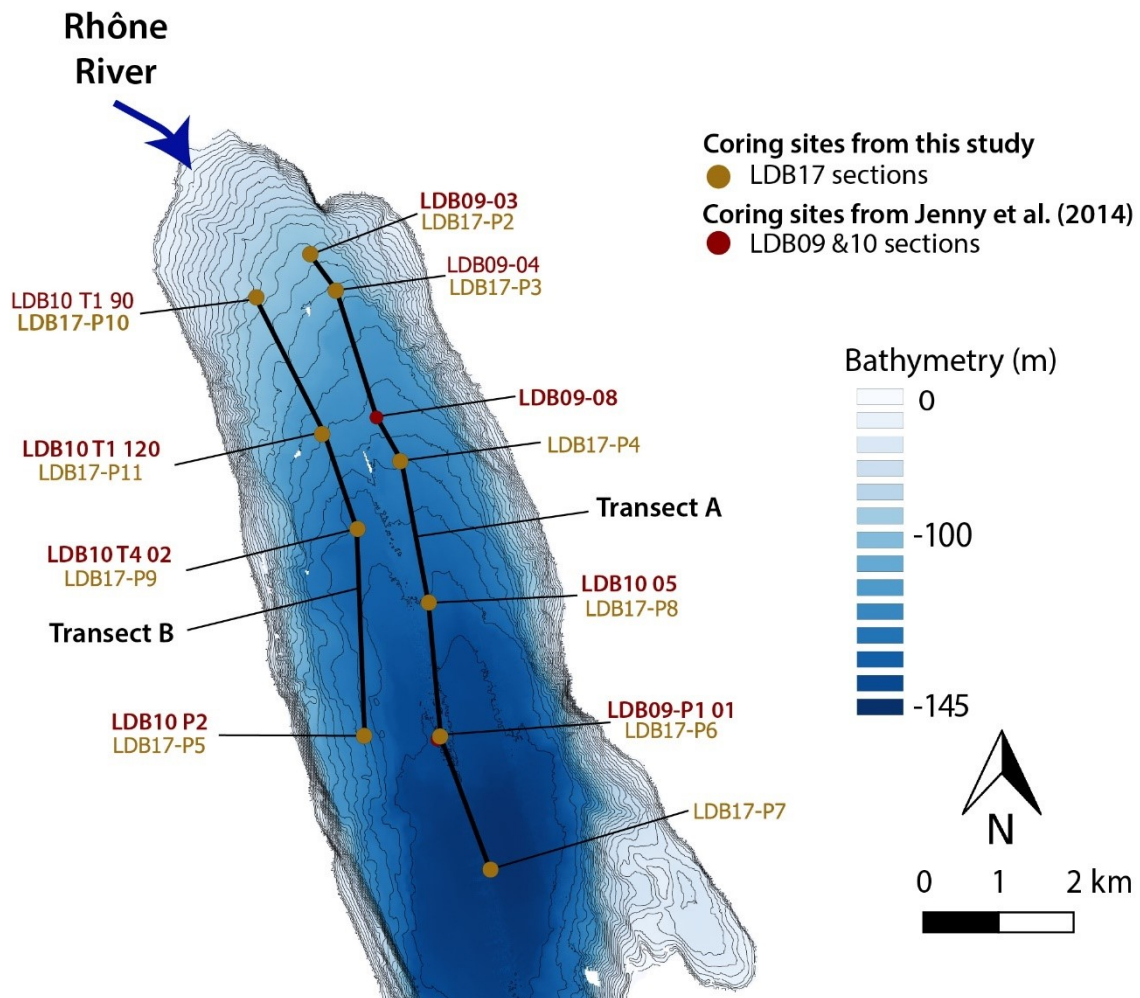 Rhône
River
Coring sites from this study
LDB17 sections
Coring sites from Jenny et al. (2014)
LDB09 &10 sections
LDB09-03
LDB17-P2
LDB09-04
LDB17-P3
LDB10 T1 90
LDB17-P10
LDB09-08
LDB10 T1 120
LDB17-P11
LDB17-P4
Transect A
LDB10 T4 02
LDB17-P9
LDB10 05
LDB17-P8
Transect B
LDB10 P2
LDB17-P5
LDB09-P1 01
LDB17-P6
LDB17-P7
Bathymetry (m)
0
-100
-145
N
0 1 2 km